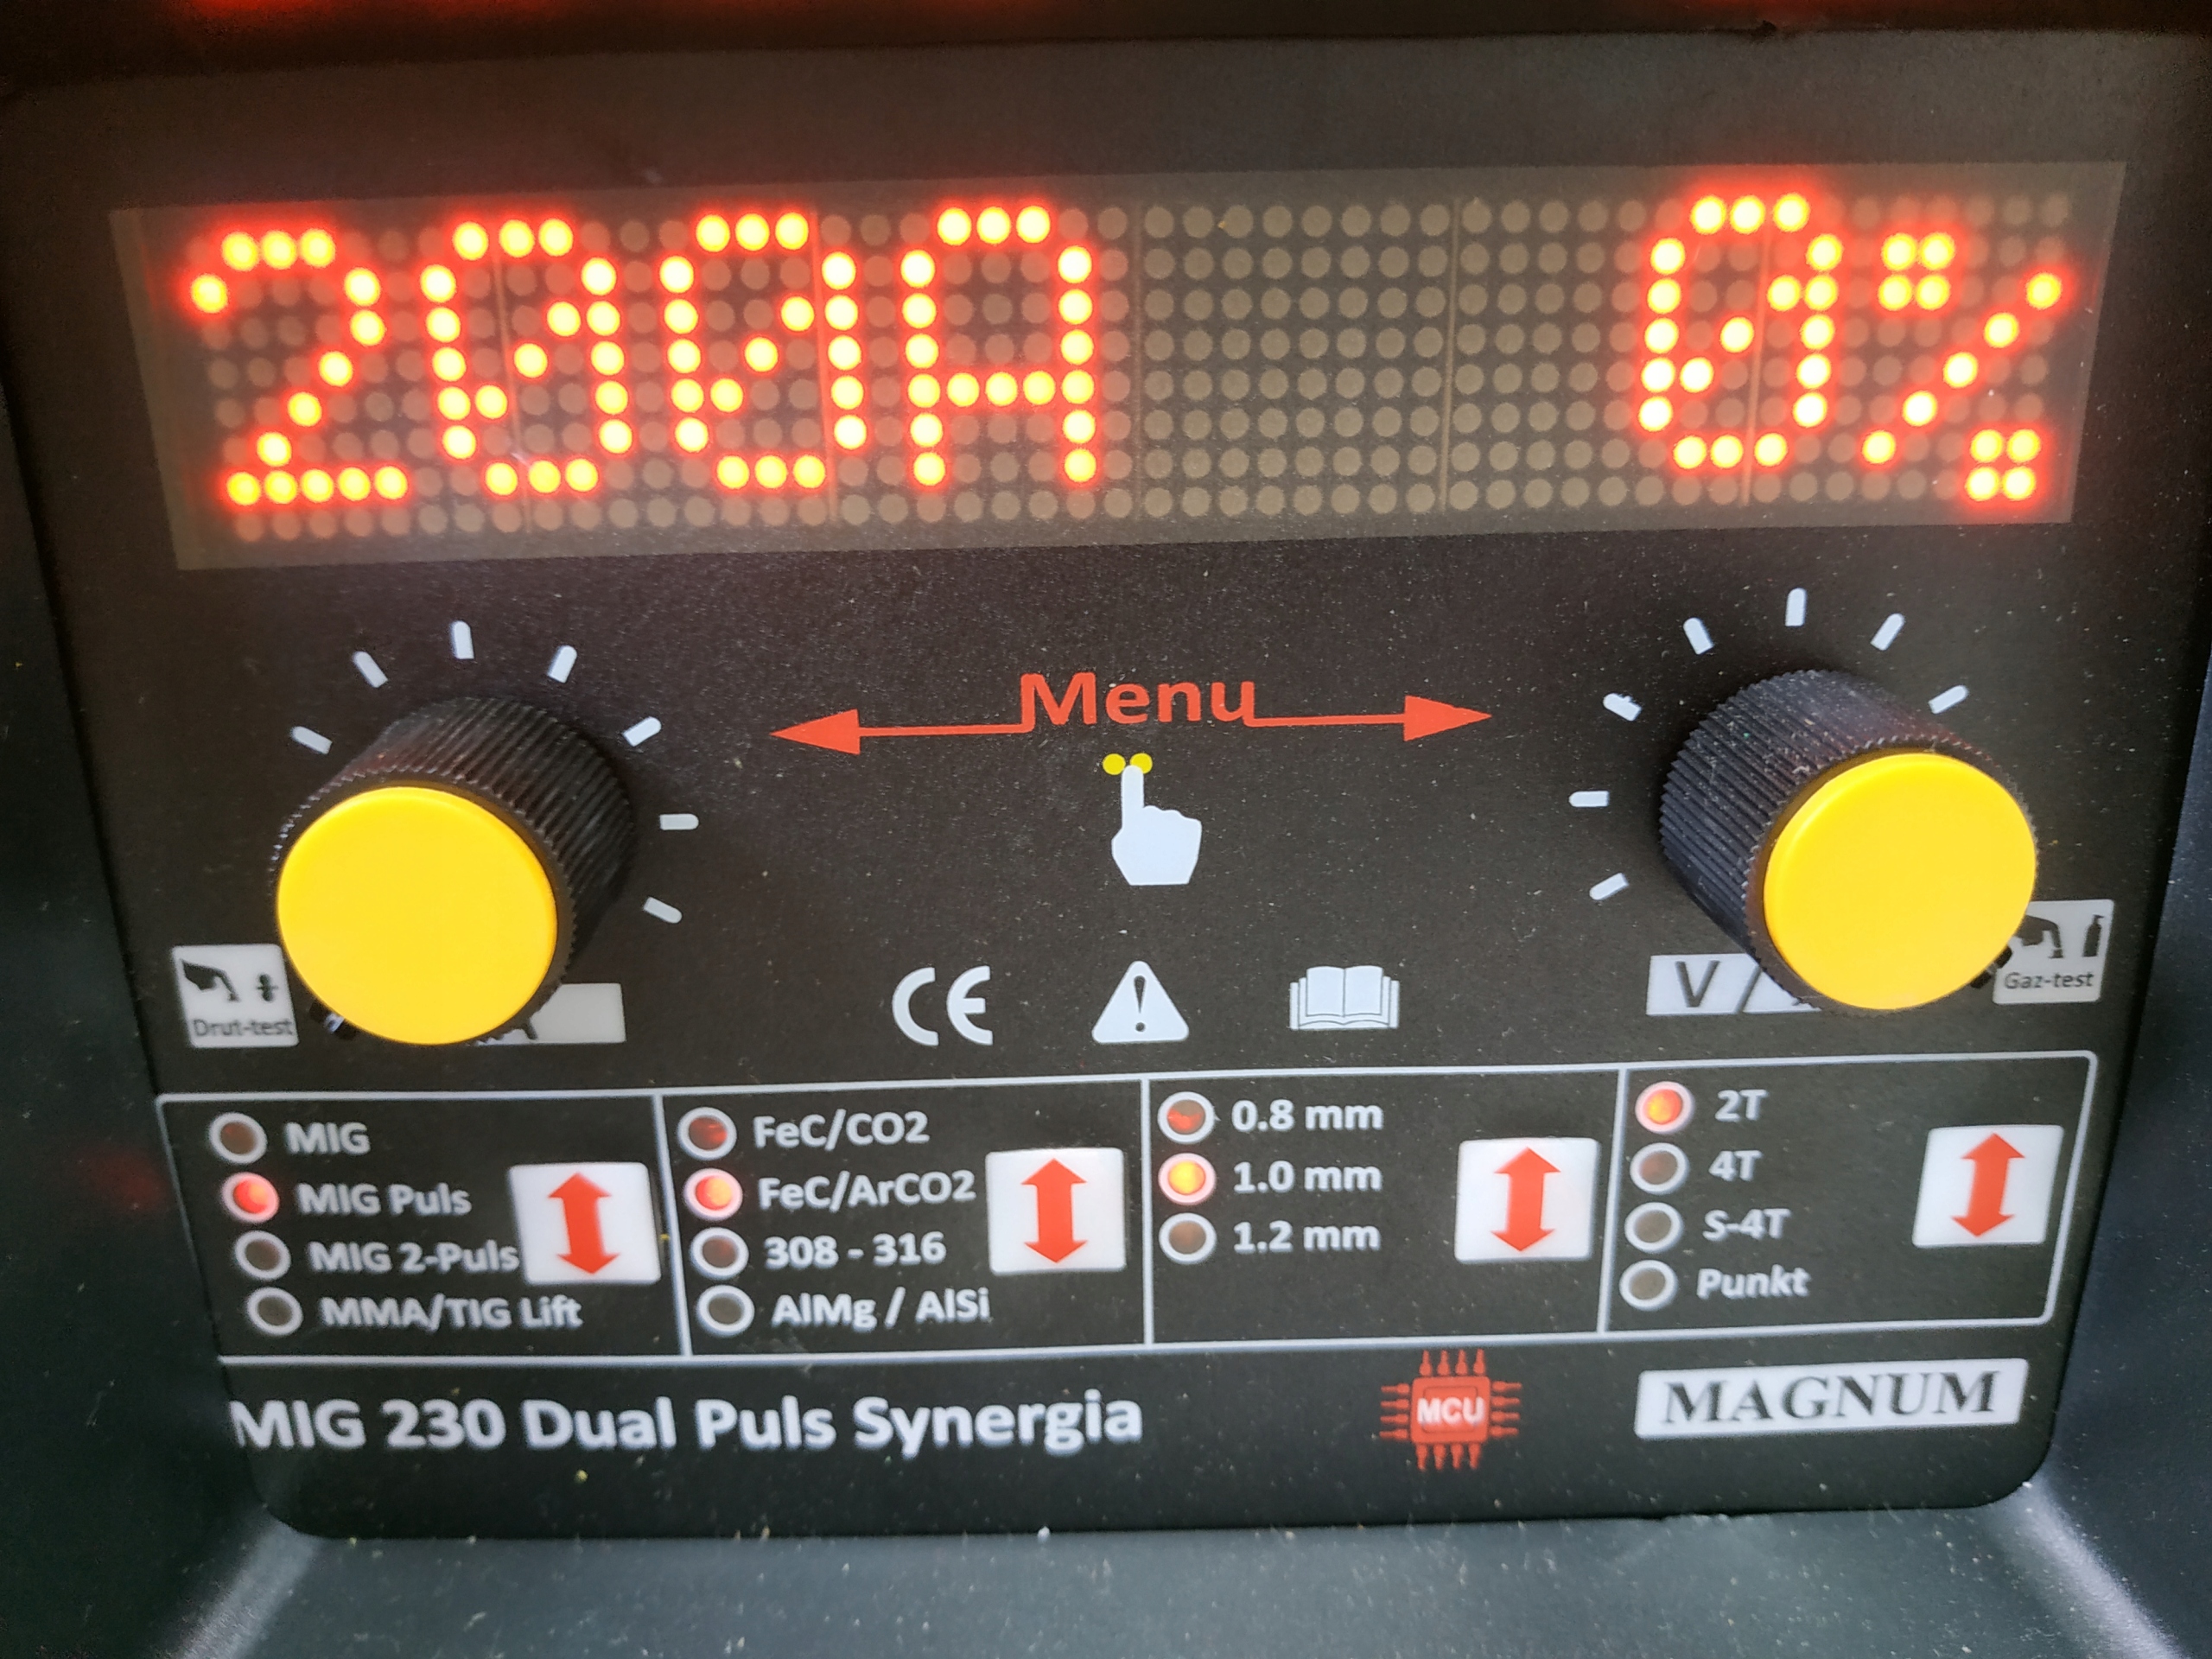 200A 0%
Menu
Drut-test
CE
V/
Gaz-test
MIG
MIG Puls
MIG 2-Puls
MMA/TIG Lift
FeC/CO2
FeC/ArCO2
308 - 316
AlMg / AlSi
0.8 mm
1.0 mm
1.2 mm
2T
4T
S-4T
Punkt
MIG 230 Dual Puls Synergia
MCU
MAGNUM